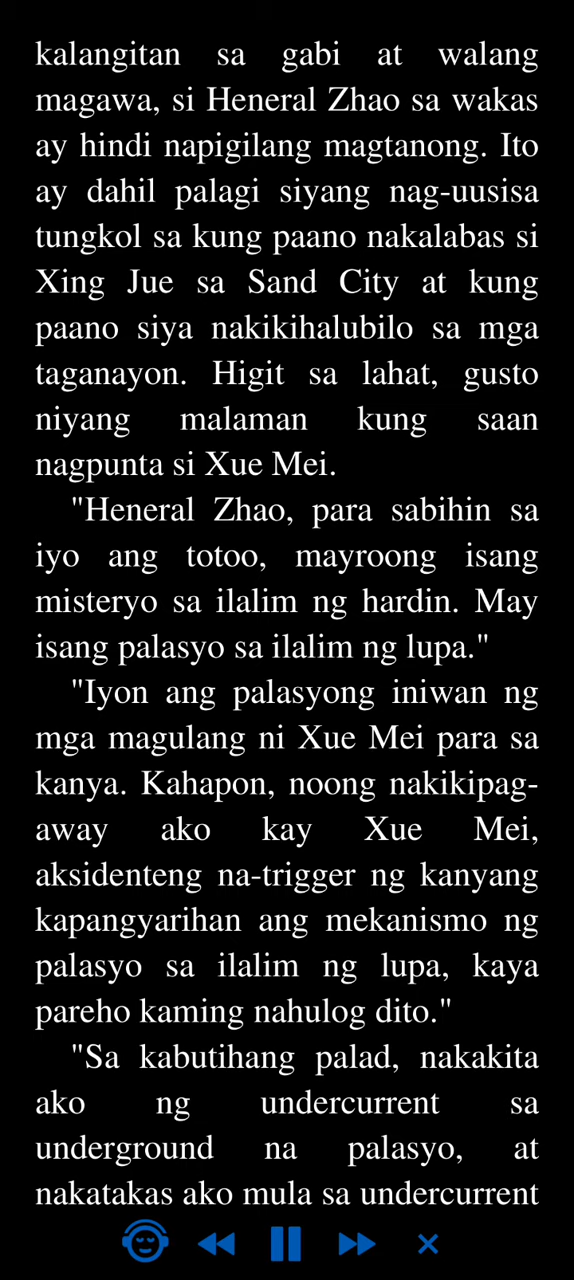 kalangitan sa gabi at walang
magawa, si Heneral Zhao sa wakas
ay hindi napigilang magtanong. Ito
ay dahil palagi siyang nag-uusisa
tungkol sa kung paano nakalabas si
Xing Jue sa Sand City at kung
paano siya nakikihalubilo sa mga
taganayon. Higit sa lahat, gusto
niyang malaman kung saan
nagpunta si Xue Mei.
"Heneral Zhao, para sabihin sa
iyo ang totoo, mayroong isang
misteryo sa ilalim ng hardin. May
isang palasyo sa ilalim ng lupa."
"Iyon ang palasyong iniwan ng
mga magulang ni Xue Mei para sa
kanya. Kahapon, noong nakikipag-
away ako kay Xue Mei,
aksidenteng na-trigger ng kanyang
kapangyarihan ang mekanismo ng
palasyo sa ilalim ng lupa, kaya
pareho kaming nahulog dito."
"Sa kabutihang palad, nakakita
ako ng undercurrent sa
underground na palasyo, at
nakatakas ako mula sa undercurrent